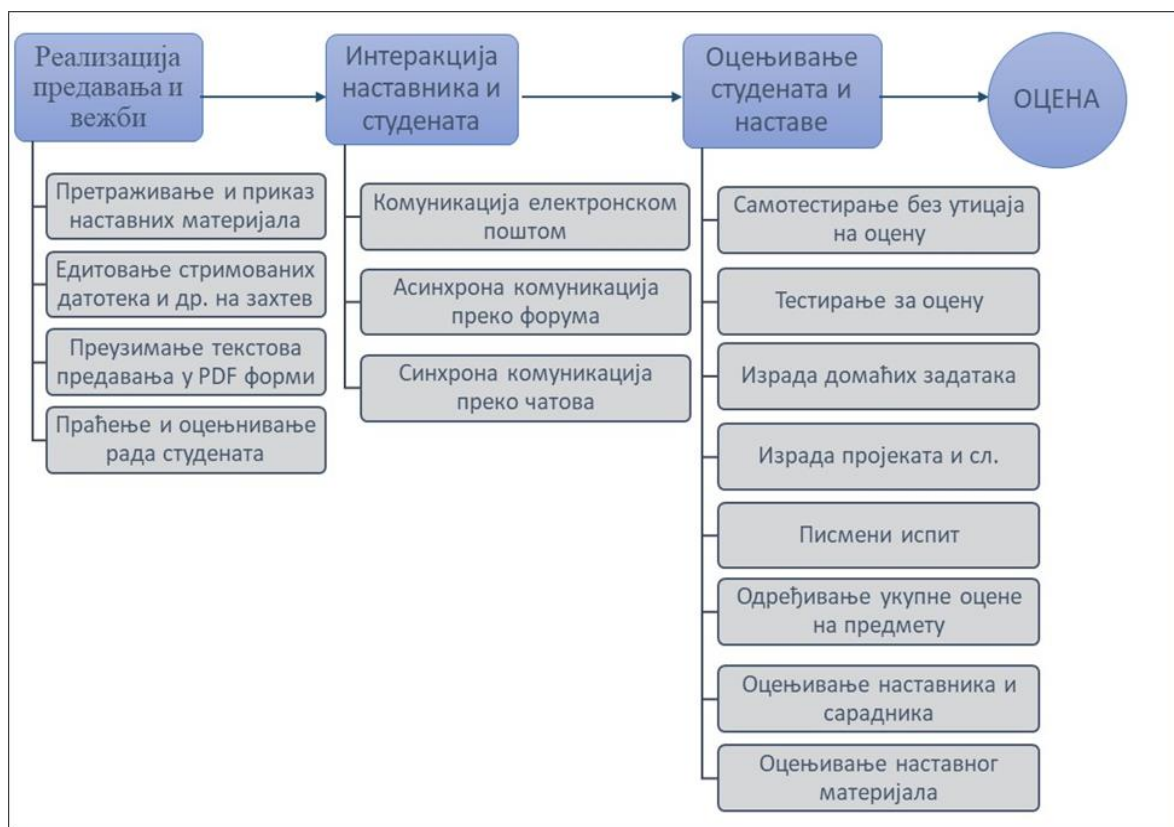 Реализација
предавања и
вежби
Претраживање и приказ
наставних материјала
Едитовање стримованих
датотека и др. на захтев
Преузимање текстова
предавања у PDF форми
Праћење и оцењнивање
рада студената
Интеракција
наставника и
студената
Комуникација електронском
поштом
Асинхрона комуникација
преко форума
Синхрона комуникација
преко чатова
Оцењивање
студената и
наставе
Самотестирање без утицаја
на оцену
Тестирање за оцену
Израда домаћих задатака
Израда пројеката и сл.
Писмени испит
Одређивање укупне оцене
на предмету
Оцењивање наставника и
сарадника
Оцењивање наставног
материјала
ОЦЕНА